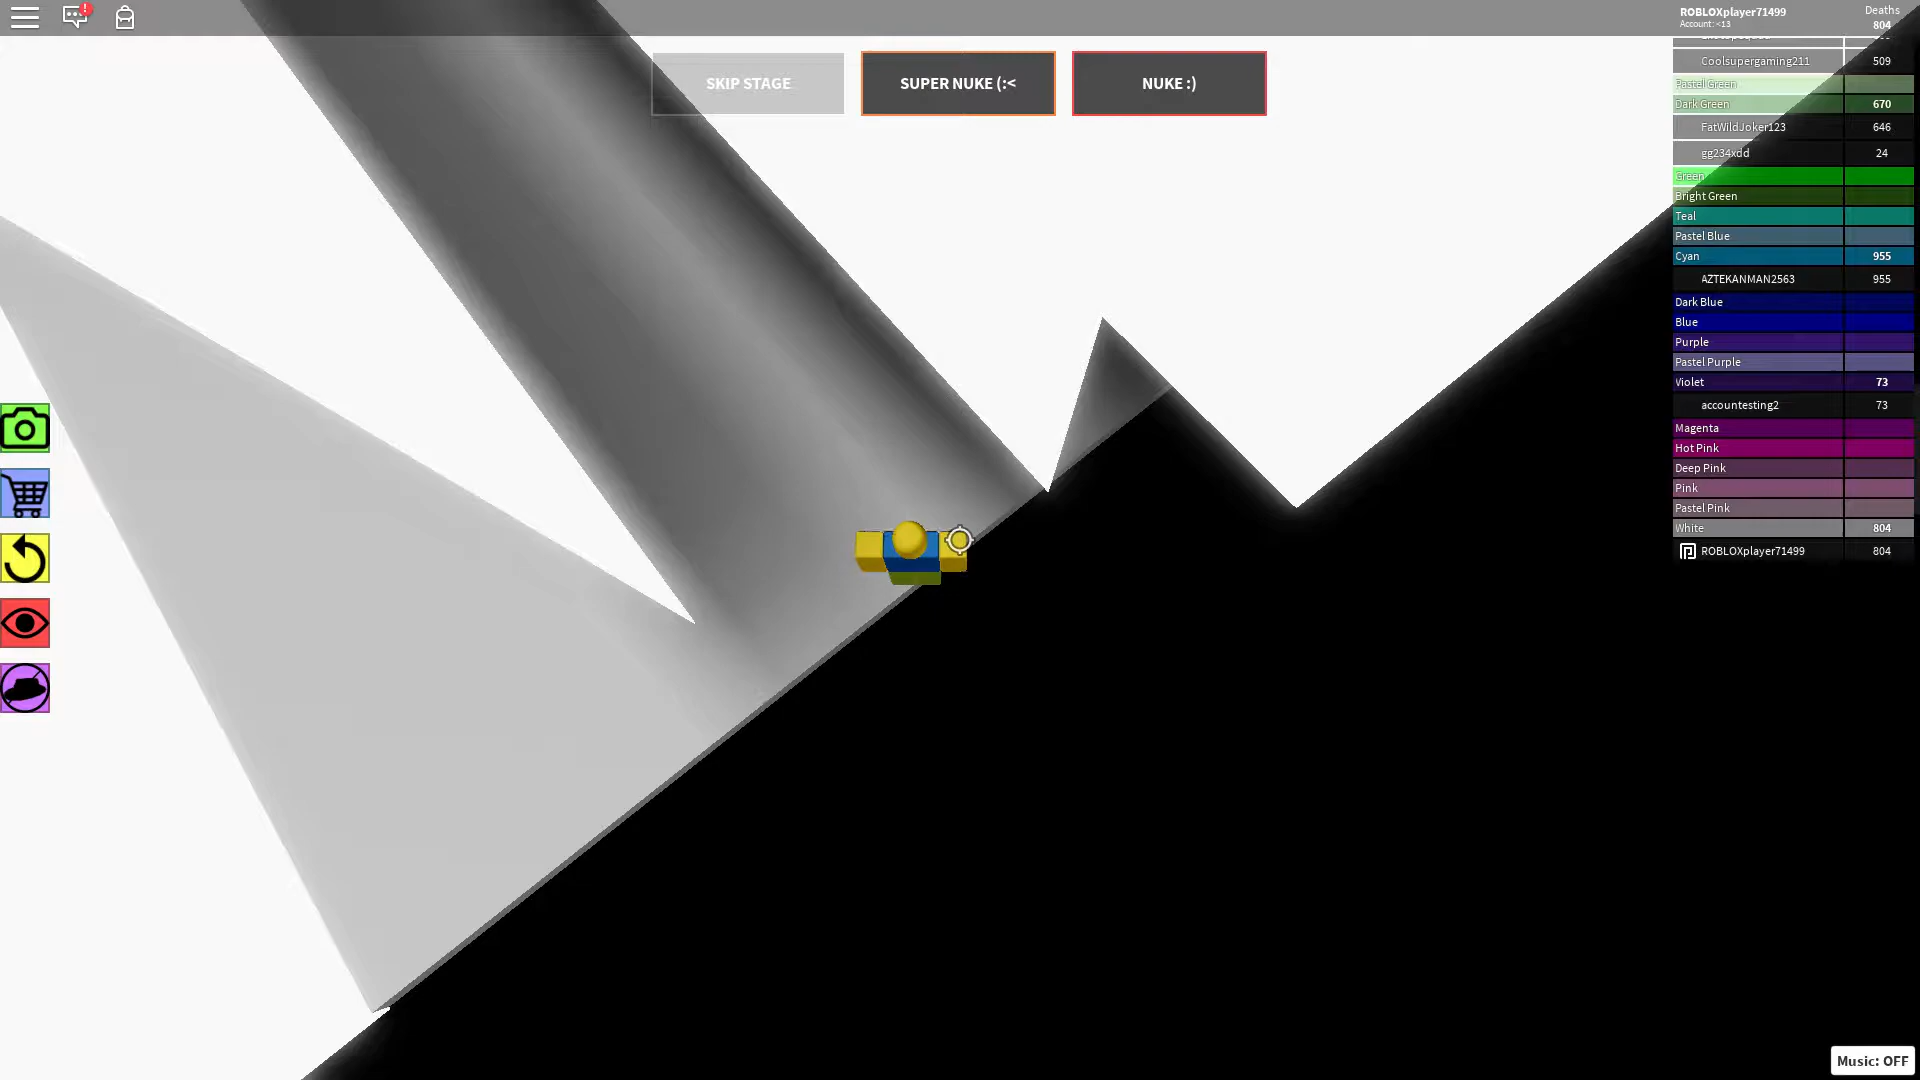 ROBLOXplayer71499
Account: <13
Deaths
804
SKIP STAGE
SUPER NUKE (:<
NUKE :)
Coolsupergaming211 509
Pastel Green
Dark Green 670
FatWildJoker123 646
gg234xdd 24
Green
Bright Green
Teal
Pastel Blue
Cyan 955
AZTEKANMAN2563 955
Dark Blue
Blue
Purple
Pastel Purple
Violet 73
accountesting2 73
Magenta
Hot Pink
Deep Pink
Pink
Pastel Pink
White 804
ROBLOXplayer71499 804
Music: OFF